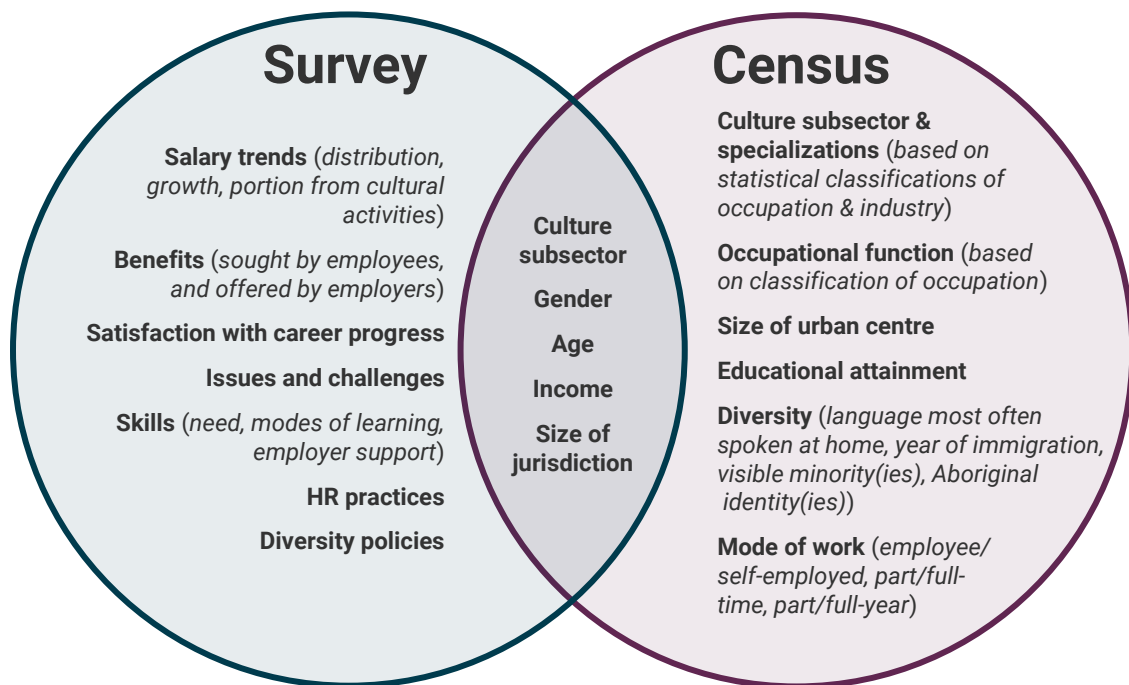 Survey
Salary trends (distribution,
growth, portion from cultural
activities)
Benefits (sought by employees,
and offered by employers)
Satisfaction with career progress
Issues and challenges
Skills (need, modes of learning,
employer support)
HR practices
Diversity policies
Culture
subsector
Gender
Age
Income
Size of
jurisdiction
Census
Culture subsector &
specializations (based on
statistical classifications of
occupation & industry)
Occupational function (based
on classification of occupation)
Size of urban centre
Educational attainment
Diversity (language most often
spoken at home, year of immigration,
visible minority(ies), Aboriginal
identity(ies))
Mode of work (employee/
self-employed, part/full-
time, part/full-year)